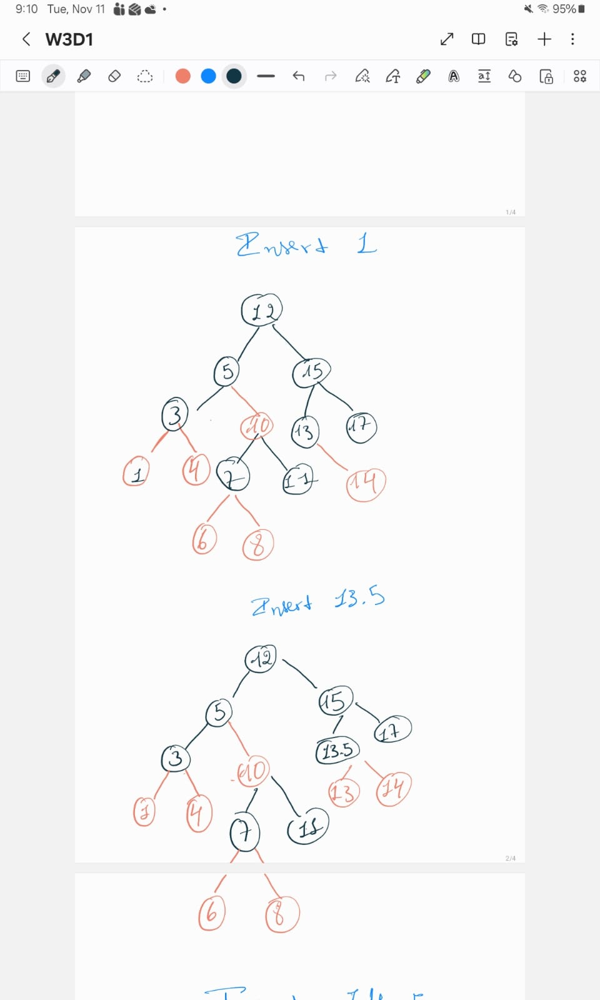 9:10 Tue, Nov 11
95%
W3D1
1/4
Insert 1
12
5 15
3 10 13 17
1 4 7 11 14
6 8
Insert 13.5
12
5 15
3 10 13.5 17
1 4 7 11 13 14
2/4
6 8